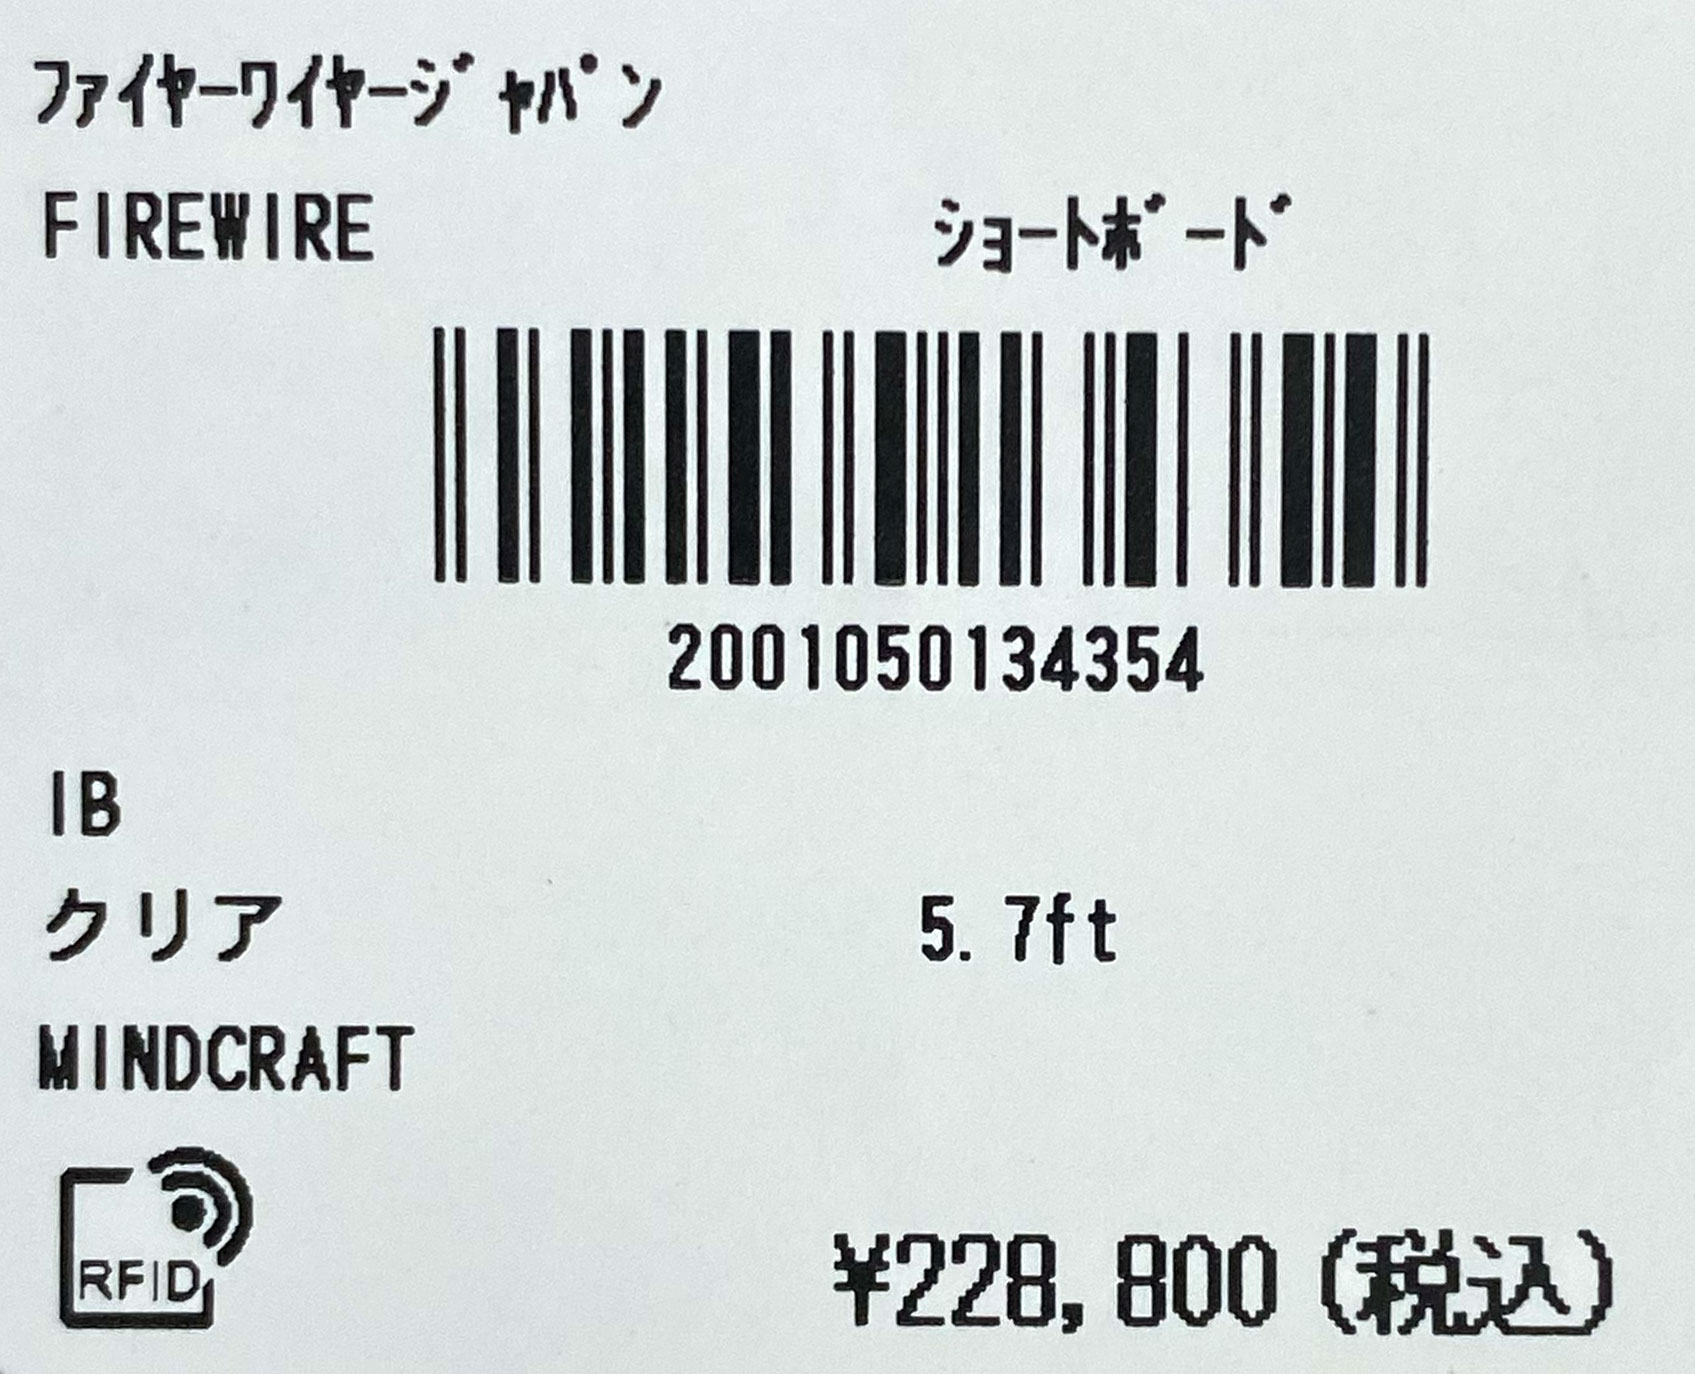 ﾌｧｲﾔｰﾜｲﾔｰｼﾞｬﾊﾟﾝ
FIREWIRE ｼｮｰﾄﾎﾞｰﾄﾞ
2001050134354
IB
クリア 5.7ft
MINDCRAFT
RFID
¥228,800(税込)